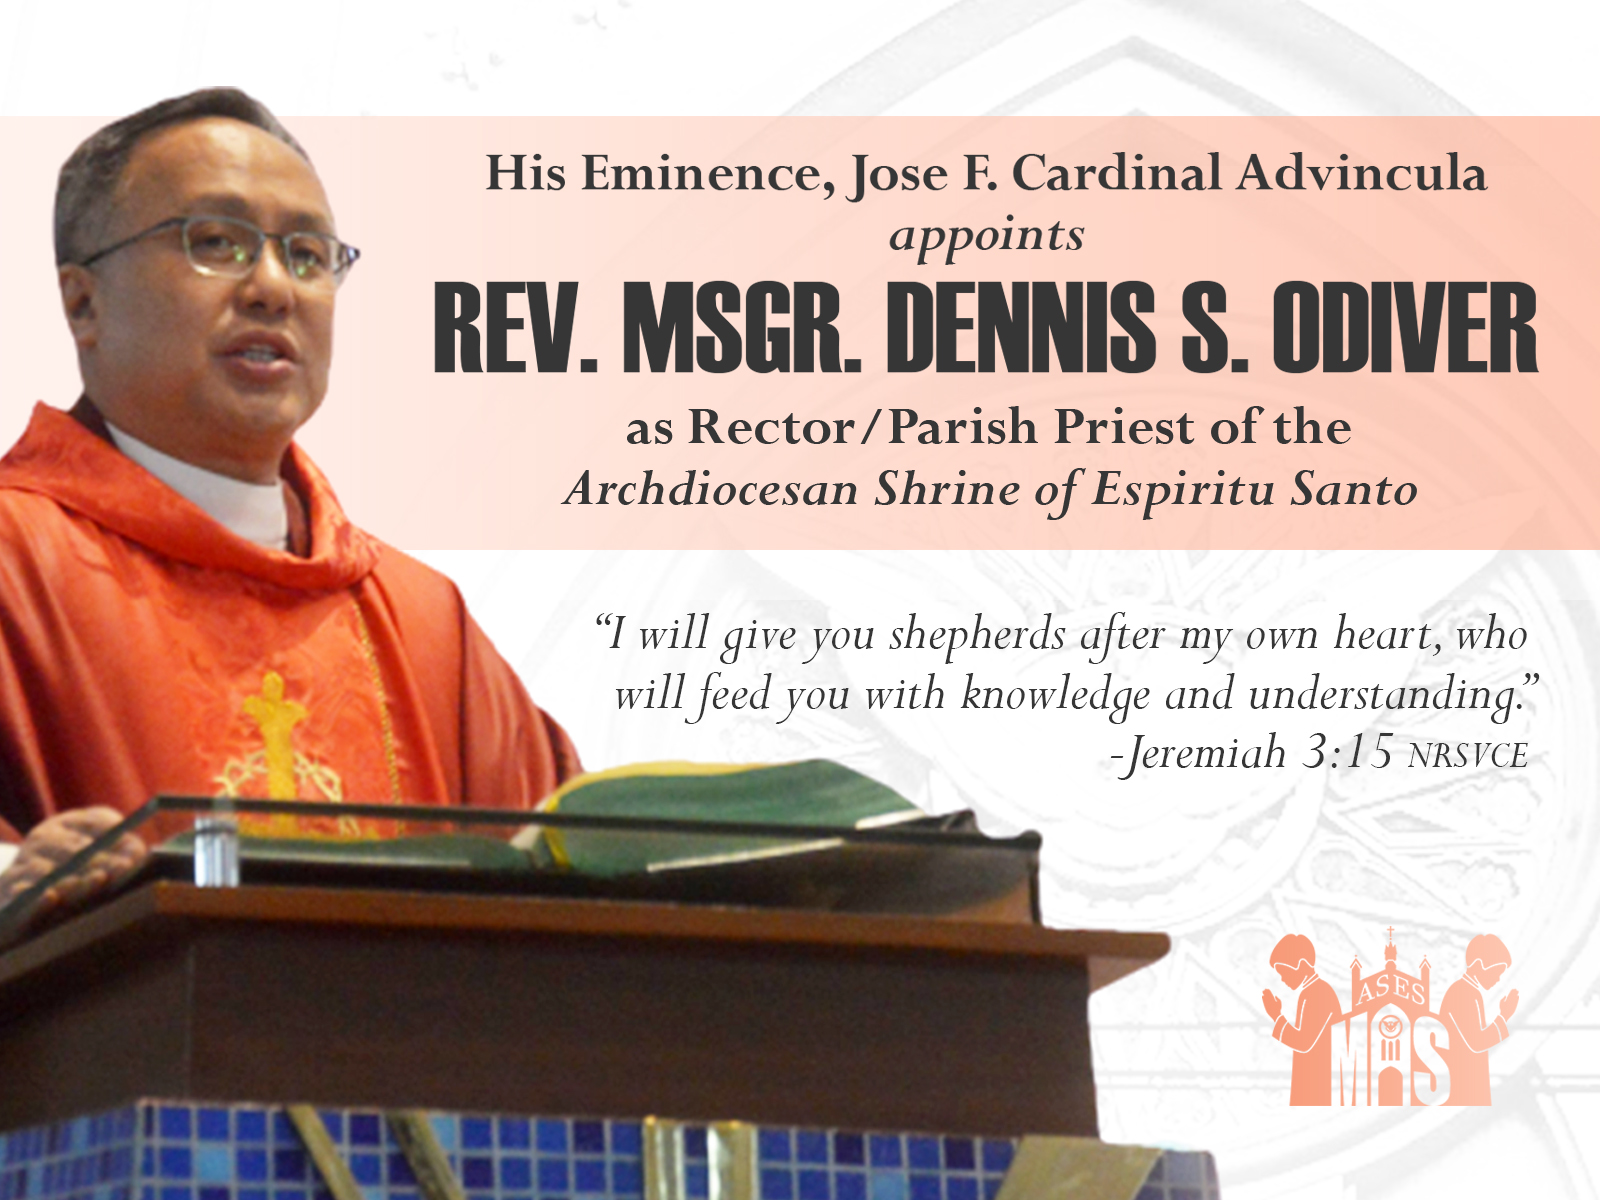 His Eminence, Jose F. Cardinal Advincula
appoints
REV. MSGR. DENNIS S. ODIVER
as Rector/Parish Priest of the
Archdiocesan Shrine of Espiritu Santo
“I will give you shepherds after my own heart, who
will feed you with knowledge and understanding.”
-Jeremiah 3:15 NRSVCE
ASES
MAS